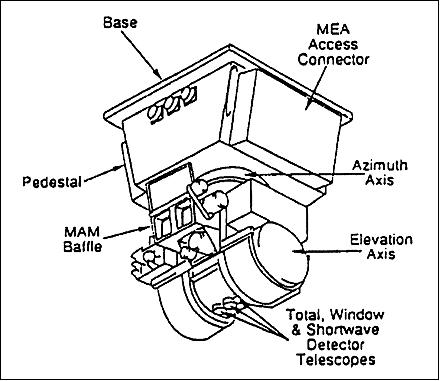 Base
MEA
Access
Connector
Pedestal
Azimuth
Axis
MAM
Baffle
Elevation
Axis
Total, Window
& Shortwave
Detector
Telescopes